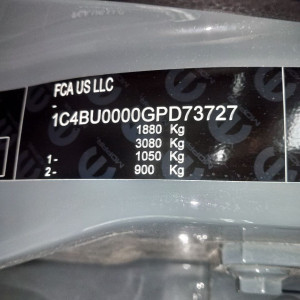 FCA US LLC
-
1C4BU0000GPD73727
1880 Kg
3080 Kg
1- 1050 Kg
2- 900 Kg